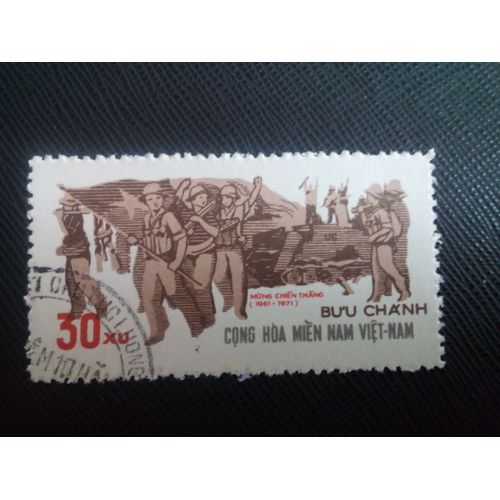 MỪNG CHIẾN THẮNG
(1961-1971)
BƯU CHÁNH
30 XU
CỘNG HÒA MIỀN NAM VIỆT-NAM